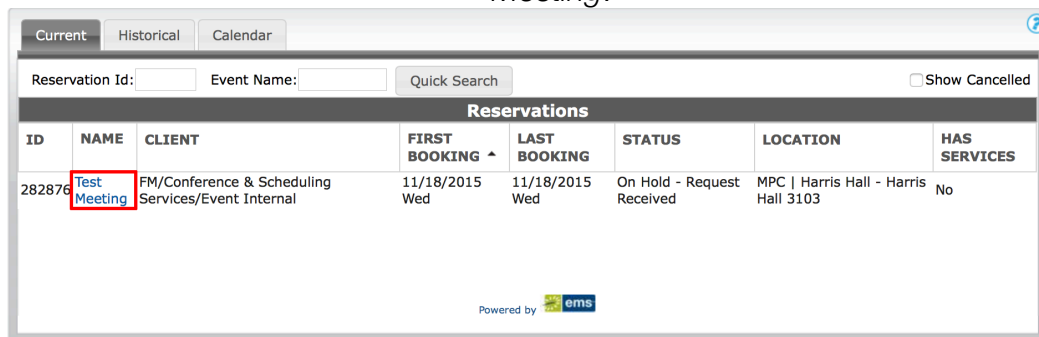 meeting.
Current Historical Calendar
?
Reservation Id: Event Name: Quick Search Show Cancelled
Reservations
ID NAME CLIENT FIRST BOOKING LAST BOOKING STATUS LOCATION HAS SERVICES
282876 Test Meeting FM/Conference & Scheduling Services/Event Internal 11/18/2015 Wed 11/18/2015 Wed On Hold - Request Received MPC | Harris Hall - Harris Hall 3103 No
Powered by ems